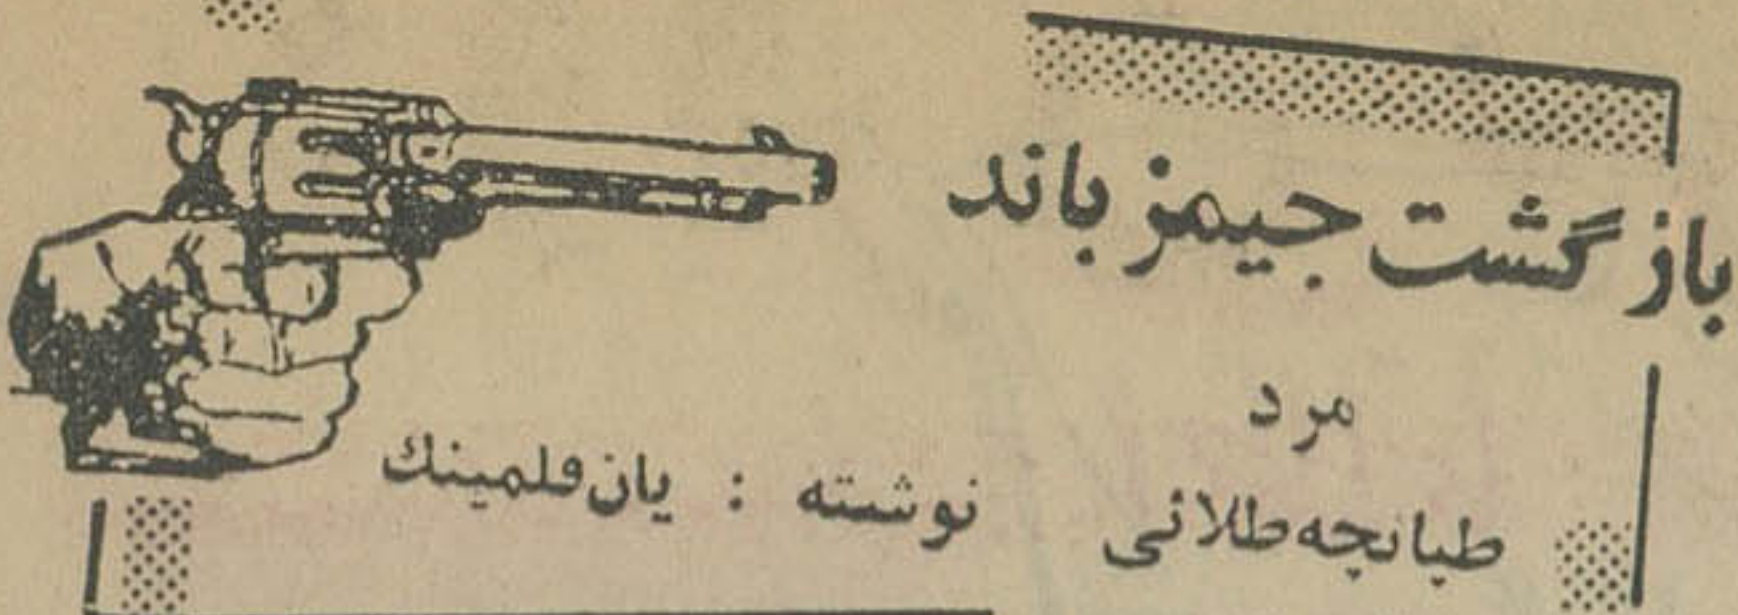 بازگشت جیمز باند
مرد
طپانچه طلائی
نوشته : یان فلمینك